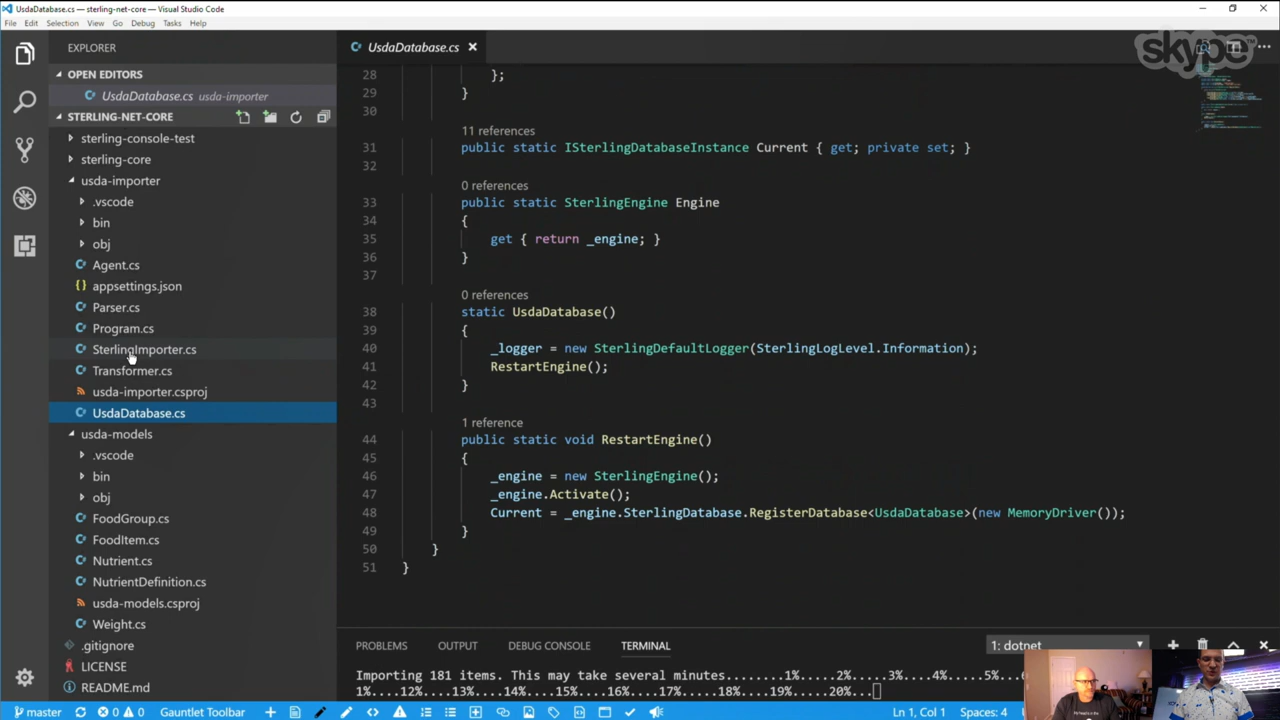 UsdaDatabase.cs — sterling-net-core — Visual Studio Code
File Edit Selection View Go Debug Tasks Help
EXPLORER
OPEN EDITORS
UsdaDatabase.cs usda-importer
STERLING-NET-CORE
sterling-console-test
sterling-core
usda-importer
.vscode
bin
obj
Agent.cs
appsettings.json
Parser.cs
Program.cs
SterlingImporter.cs
Transformer.cs
usda-importer.csproj
UsdaDatabase.cs
usda-models
.vscode
bin
obj
FoodGroup.cs
FoodItem.cs
Nutrient.cs
NutrientDefinition.cs
usda-models.csproj
Weight.cs
.gitignore
LICENSE
README.md
UsdaDatabase.cs
skype™
28 };
29 }
30
11 references
31 public static ISterlingDatabaseInstance Current { get; private set; }
32
0 references
33 public static SterlingEngine Engine
34 {
35 get { return _engine; }
36 }
37
0 references
38 static UsdaDatabase()
39 {
40 _logger = new SterlingDefaultLogger(SterlingLogLevel.Information);
41 RestartEngine();
42 }
43
1 reference
44 public static void RestartEngine()
45 {
46 _engine = new SterlingEngine();
47 _engine.Activate();
48 Current = _engine.SterlingDatabase.RegisterDatabase<UsdaDatabase>(new MemoryDriver());
49 }
50 }
51 }
PROBLEMS OUTPUT DEBUG CONSOLE TERMINAL 1: dotnet
Importing 181 items. This may take several minutes.....1%....2%....3%....4%....5%
1%....12%....13%....14%....15%....16%....17%....18%....19%....20%...
master 0 0 Gauntlet Toolbar Ln 1, Col 1 Spaces: 4